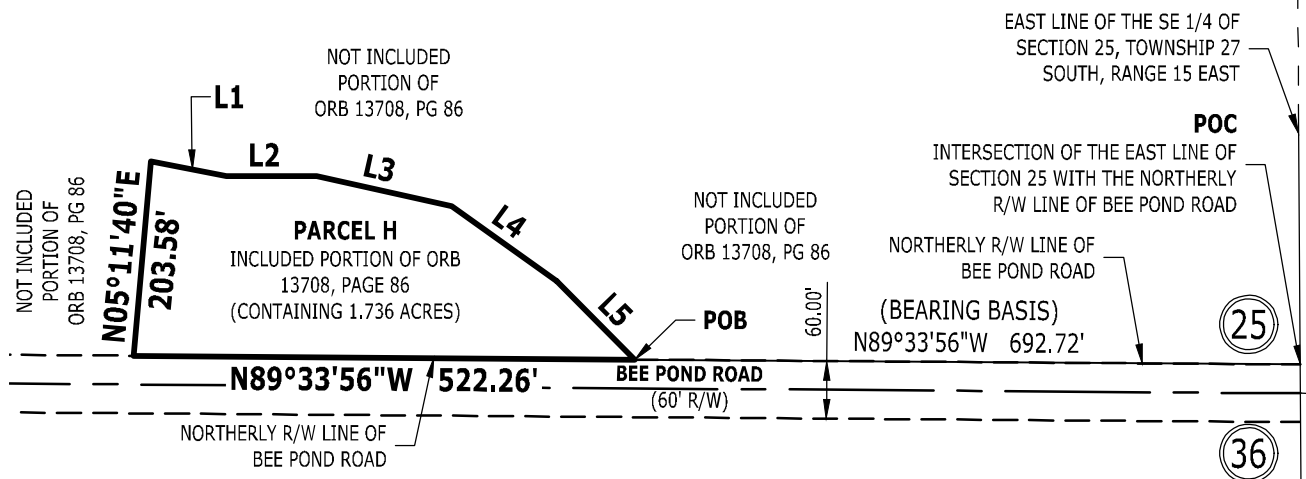 EAST LINE OF THE SE 1/4 OF
SECTION 25, TOWNSHIP 27
SOUTH, RANGE 15 EAST
NOT INCLUDED
PORTION OF
ORB 13708, PG 86
L1
POC
INTERSECTION OF THE EAST LINE OF
SECTION 25 WITH THE NORTHERLY
R/W LINE OF BEE POND ROAD
L2
L3
NOT INCLUDED
PORTION OF
ORB 13708, PG 86
N05°11'40"E
203.58'
PARCEL H
INCLUDED PORTION OF ORB
13708, PAGE 86
(CONTAINING 1.736 ACRES)
L4
L5
NOT INCLUDED
PORTION OF
ORB 13708, PG 86
NORTHERLY R/W LINE OF
BEE POND ROAD
POB
60.00'
(BEARING BASIS)
N89°33'56"W 692.72'
25
N89°33'56"W 522.26'
BEE POND ROAD
(60' R/W)
NORTHERLY R/W LINE OF
BEE POND ROAD
36